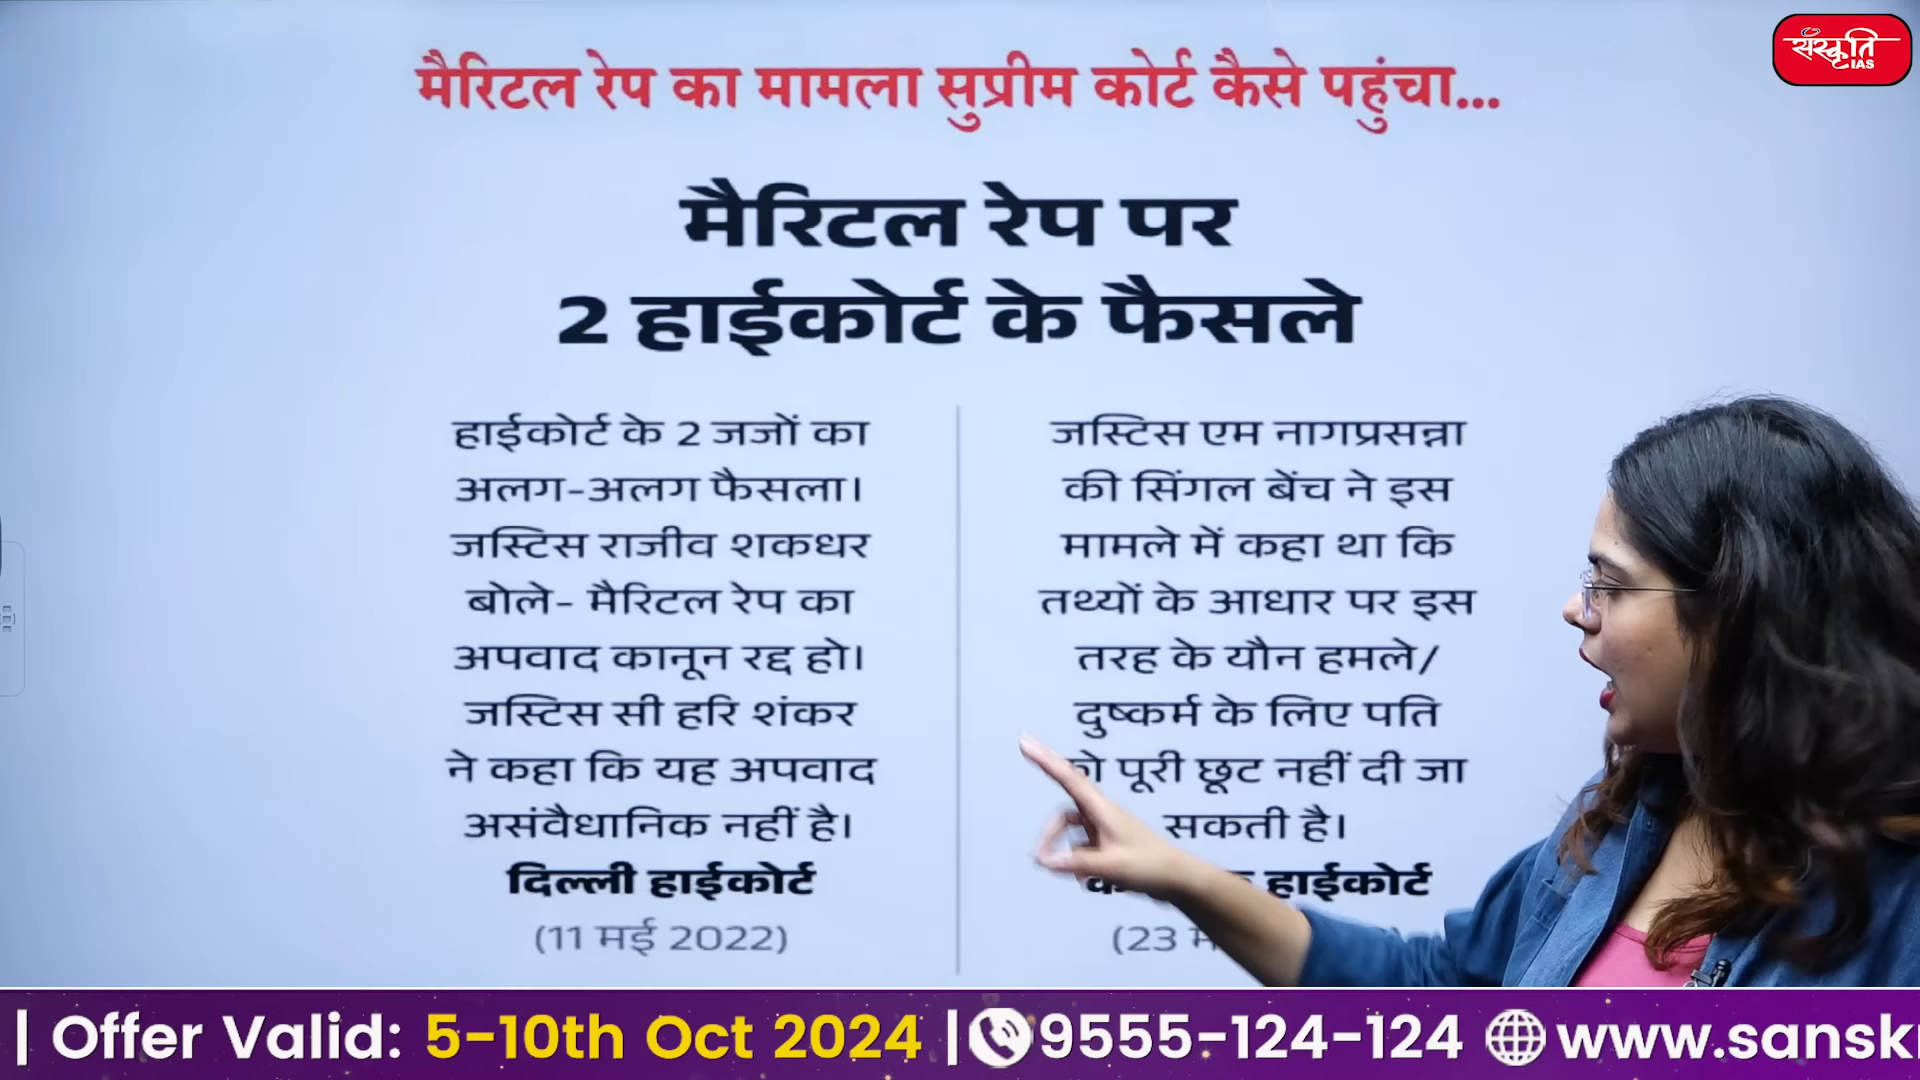 संस्कृति
IAS
मैरिटल रेप का मामला सुप्रीम कोर्ट कैसे पहुंचा...
मैरिटल रेप पर
2 हाईकोर्ट के फैसले
हाईकोर्ट के 2 जजों का
अलग-अलग फैसला।
जस्टिस राजीव शकधर
बोले- मैरिटल रेप का
अपवाद कानून रद्द हो।
जस्टिस सी हरि शंकर
ने कहा कि यह अपवाद
असंवैधानिक नहीं है।
दिल्ली हाईकोर्ट
(11 मई 2022)
जस्टिस एम नागप्रसन्ना
की सिंगल बेंच ने इस
मामले में कहा था कि
तथ्यों के आधार पर इस
तरह के यौन हमले/
दुष्कर्म के लिए पति
पूरी छूट नहीं दी जा
सकती है।
हाईकोर्ट
(23
| Offer Valid: 5-10th Oct 2024 | 9555-124-124 www.sansk